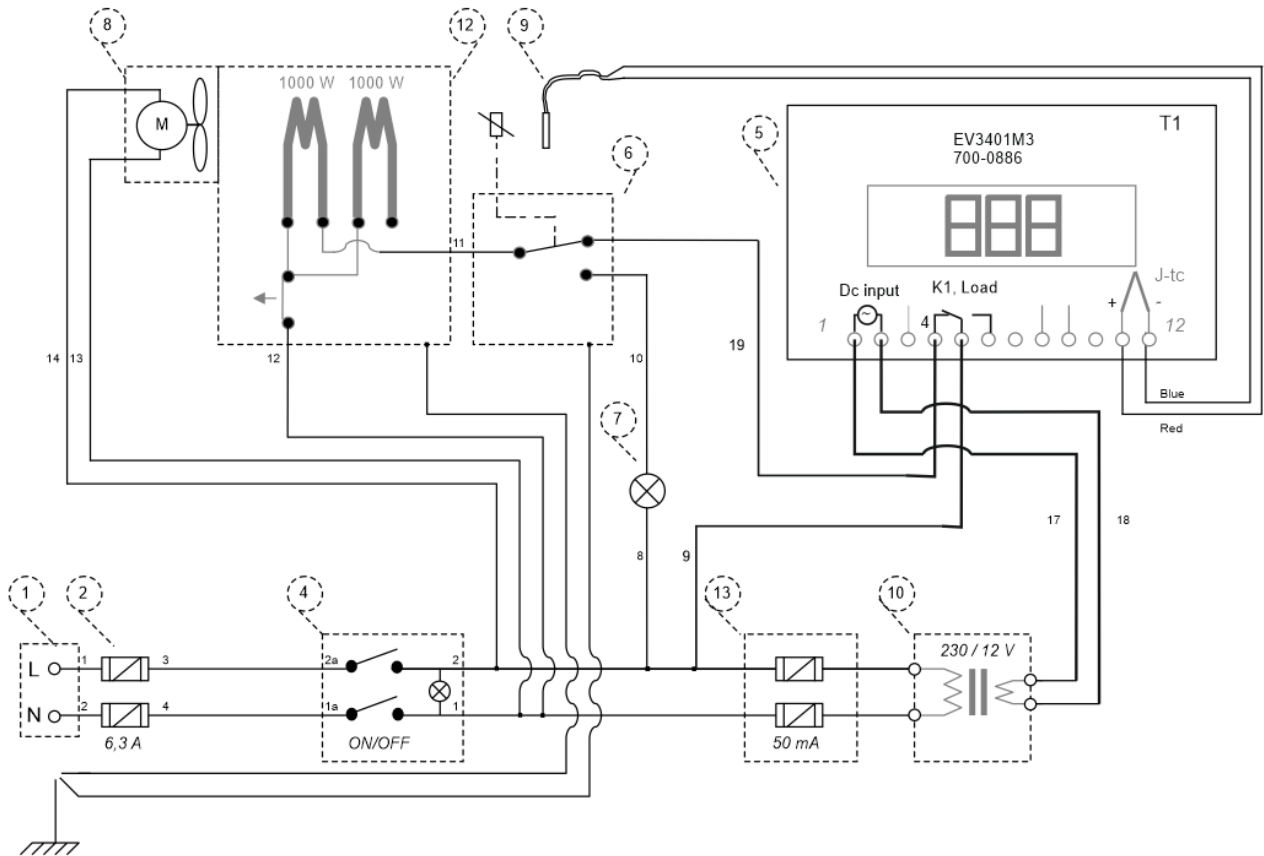 8
12
9
1000 W 1000 W
M
6
5
T1
EV3401M3
700-0886
888
J-tc
Dc input
K1, Load
+
-
1
4
12
11
14
13
12
10
19
Blue
Red
7
17
18
8
9
1
2
4
13
10
L
1
3
2a
2
230 / 12 V
N
2
4
1a
1
6,3 A
ON/OFF
50 mA